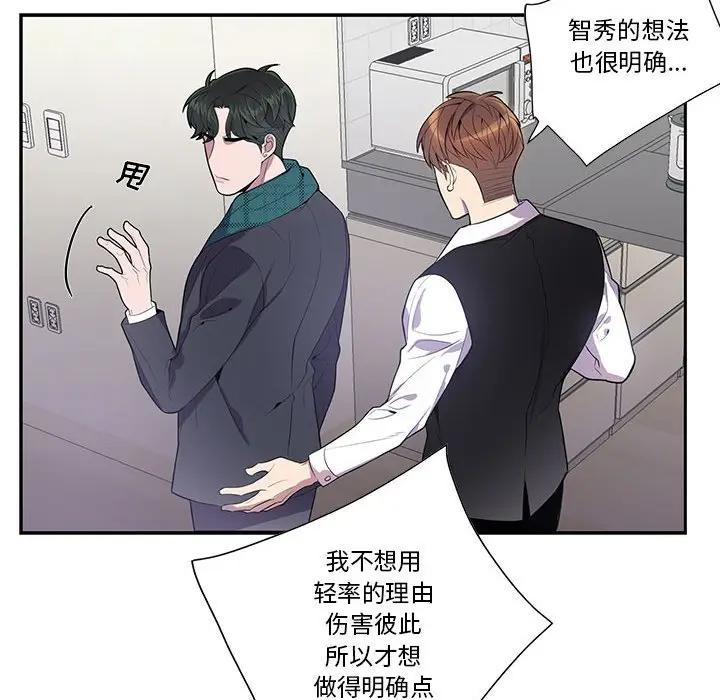 智秀的想法
也很明确...
甩
我不想用
轻率的理由
伤害彼此
所以才想
做得明确点